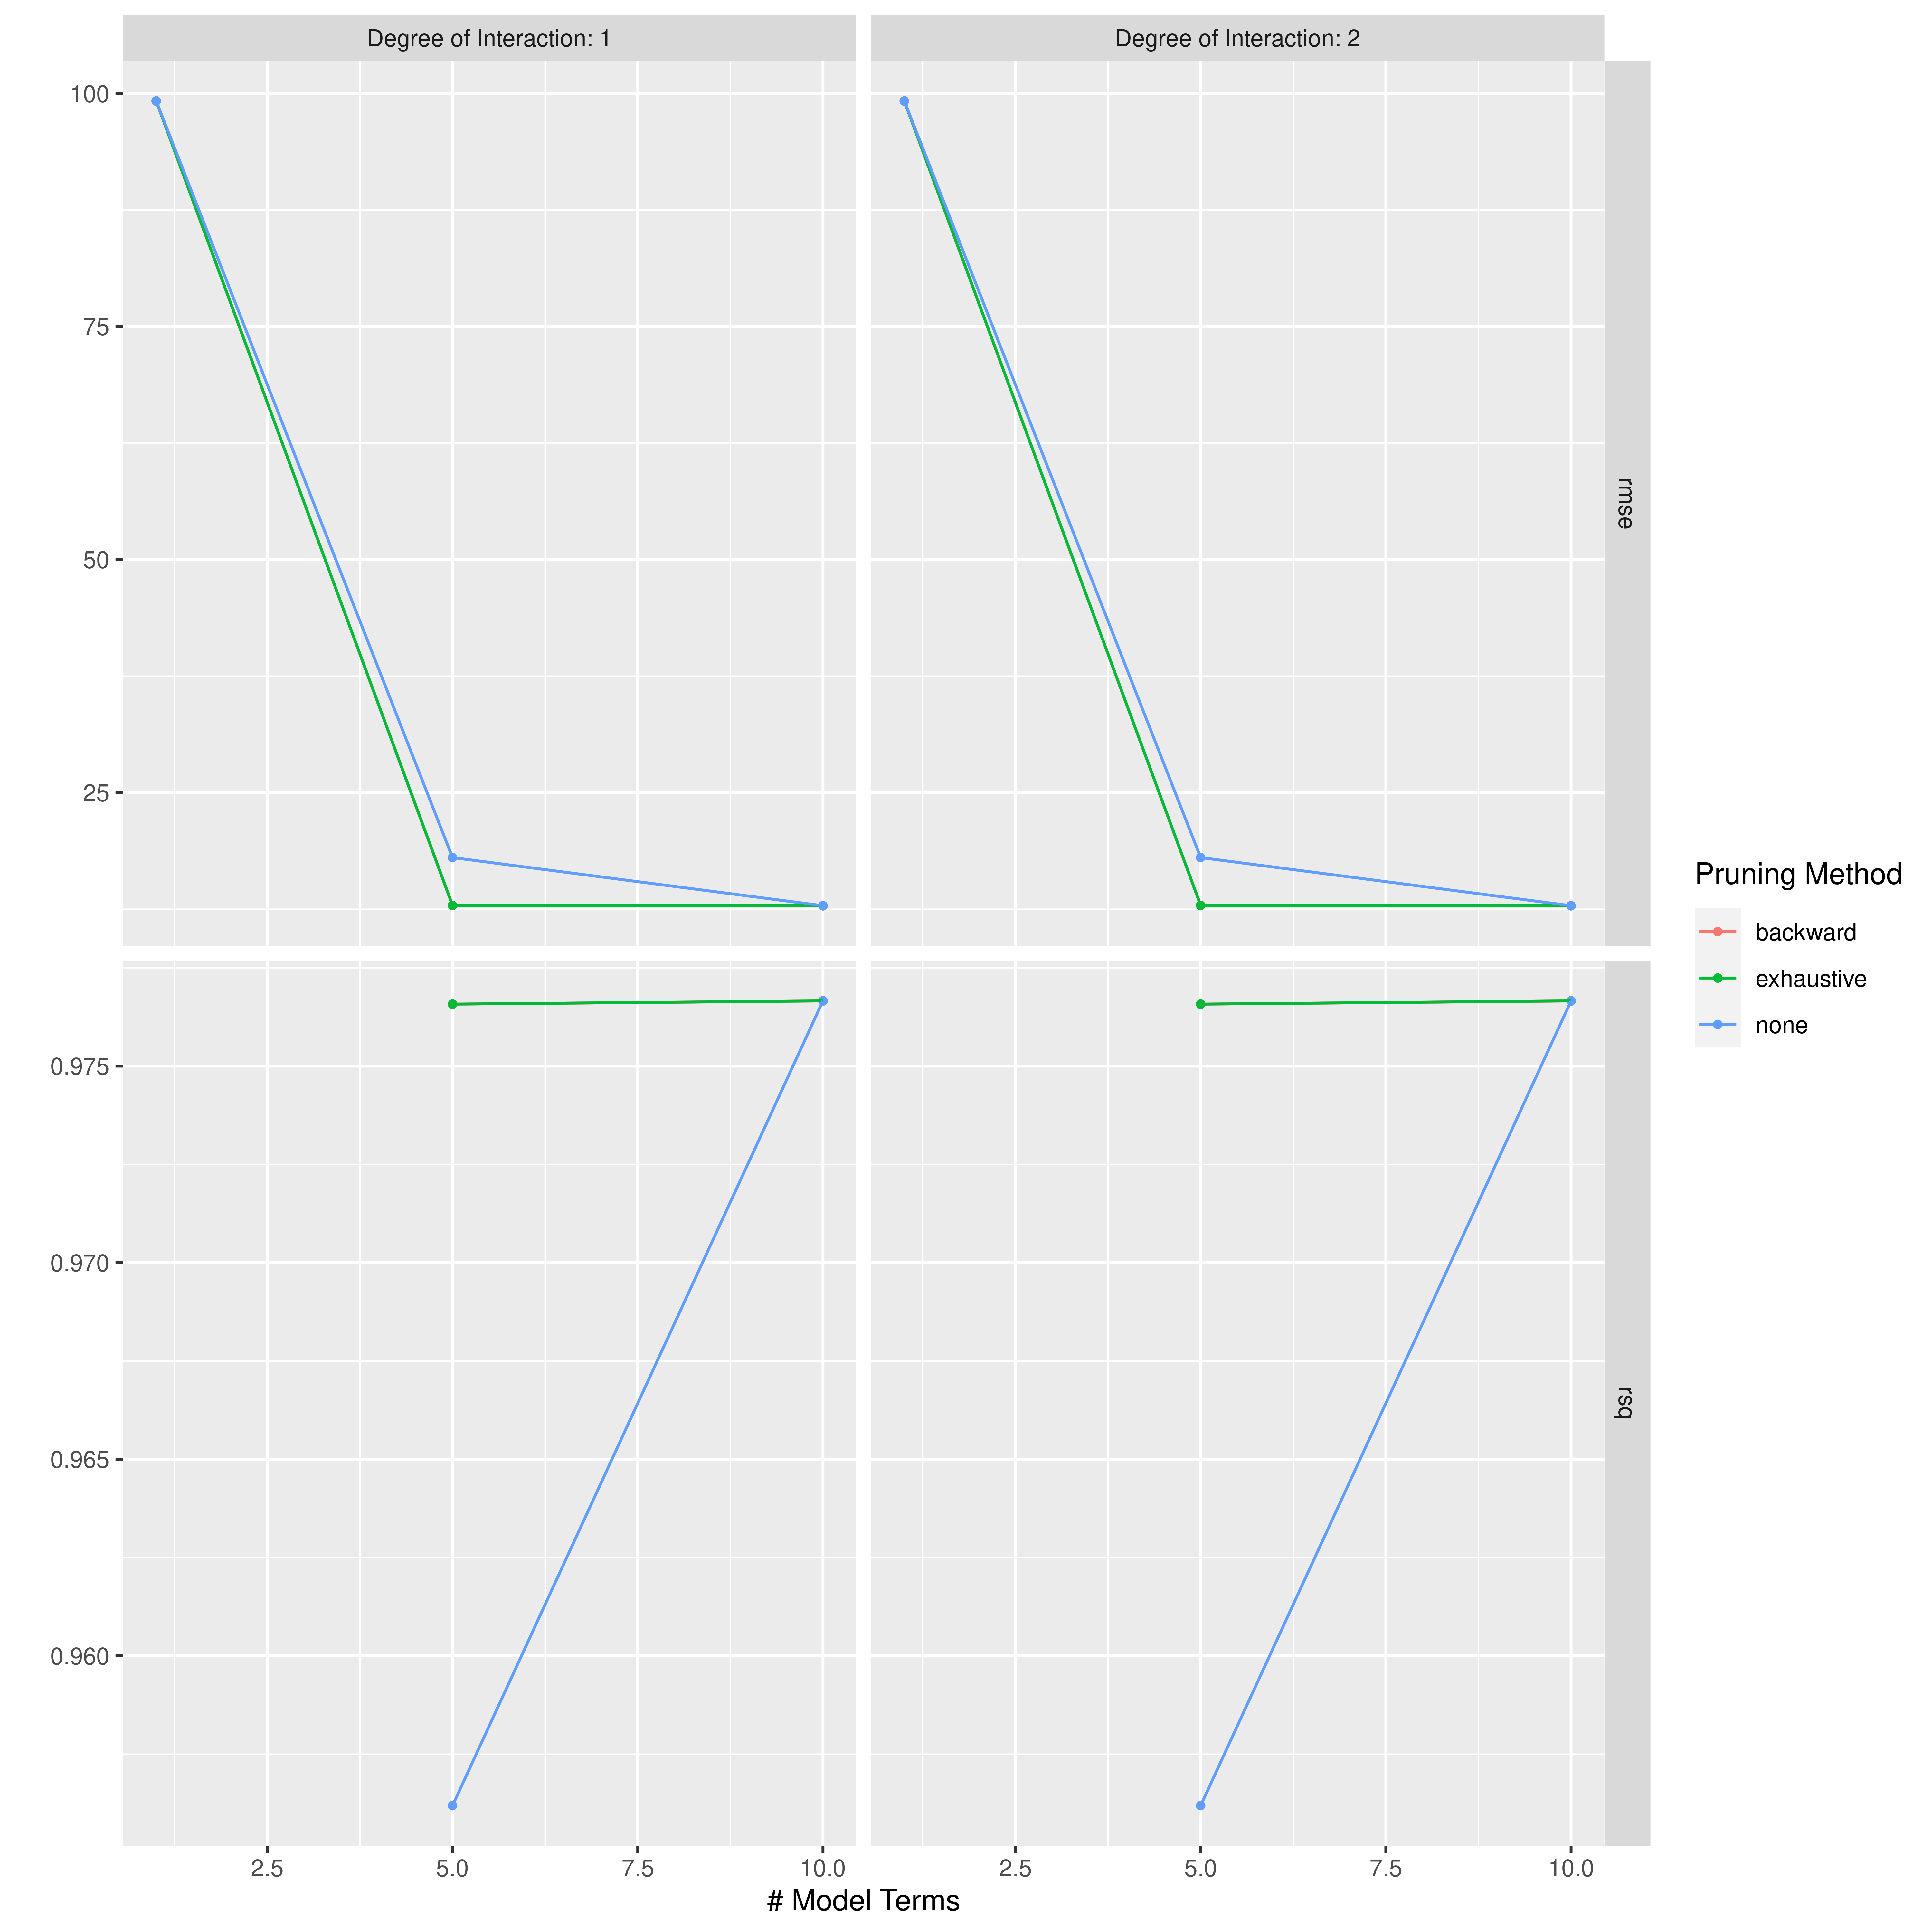 Degree of Interaction: 1
Degree of Interaction: 2
100
75
50
25
rmse
0.975
0.970
0.965
0.960
rsq
2.5
5.0
7.5
10.0
2.5
5.0
7.5
10.0
# Model Terms
Pruning Method
backward
exhaustive
none